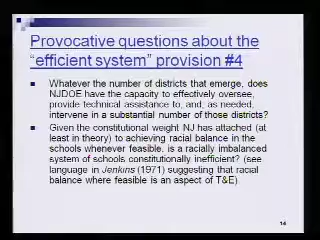 Provocative questions about the
"efficient system" provision #4
Whatever the number of districts that emerge, does
NJDOE have the capacity to effectively oversee,
provide technical assistance to, and, as needed,
intervene in a substantial number of those districts?
Given the constitutional weight NJ has attached (at
least in theory) to achieving racial balance in the
schools whenever feasible, is a racially imbalanced
system of schools constitutionally inefficient? (see
language in Jenkins (1971) suggesting that racial
balance where feasible is an aspect of T&E).
14